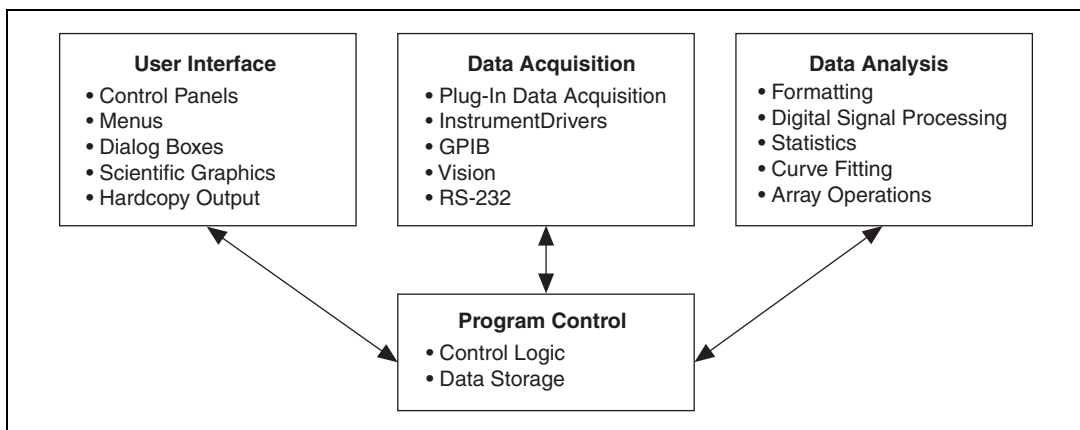 User Interface
• Control Panels
• Menus
• Dialog Boxes
• Scientific Graphics
• Hardcopy Output
Data Acquisition
• Plug-In Data Acquisition
• InstrumentDrivers
• GPIB
• Vision
• RS-232
Data Analysis
• Formatting
• Digital Signal Processing
• Statistics
• Curve Fitting
• Array Operations
Program Control
• Control Logic
• Data Storage